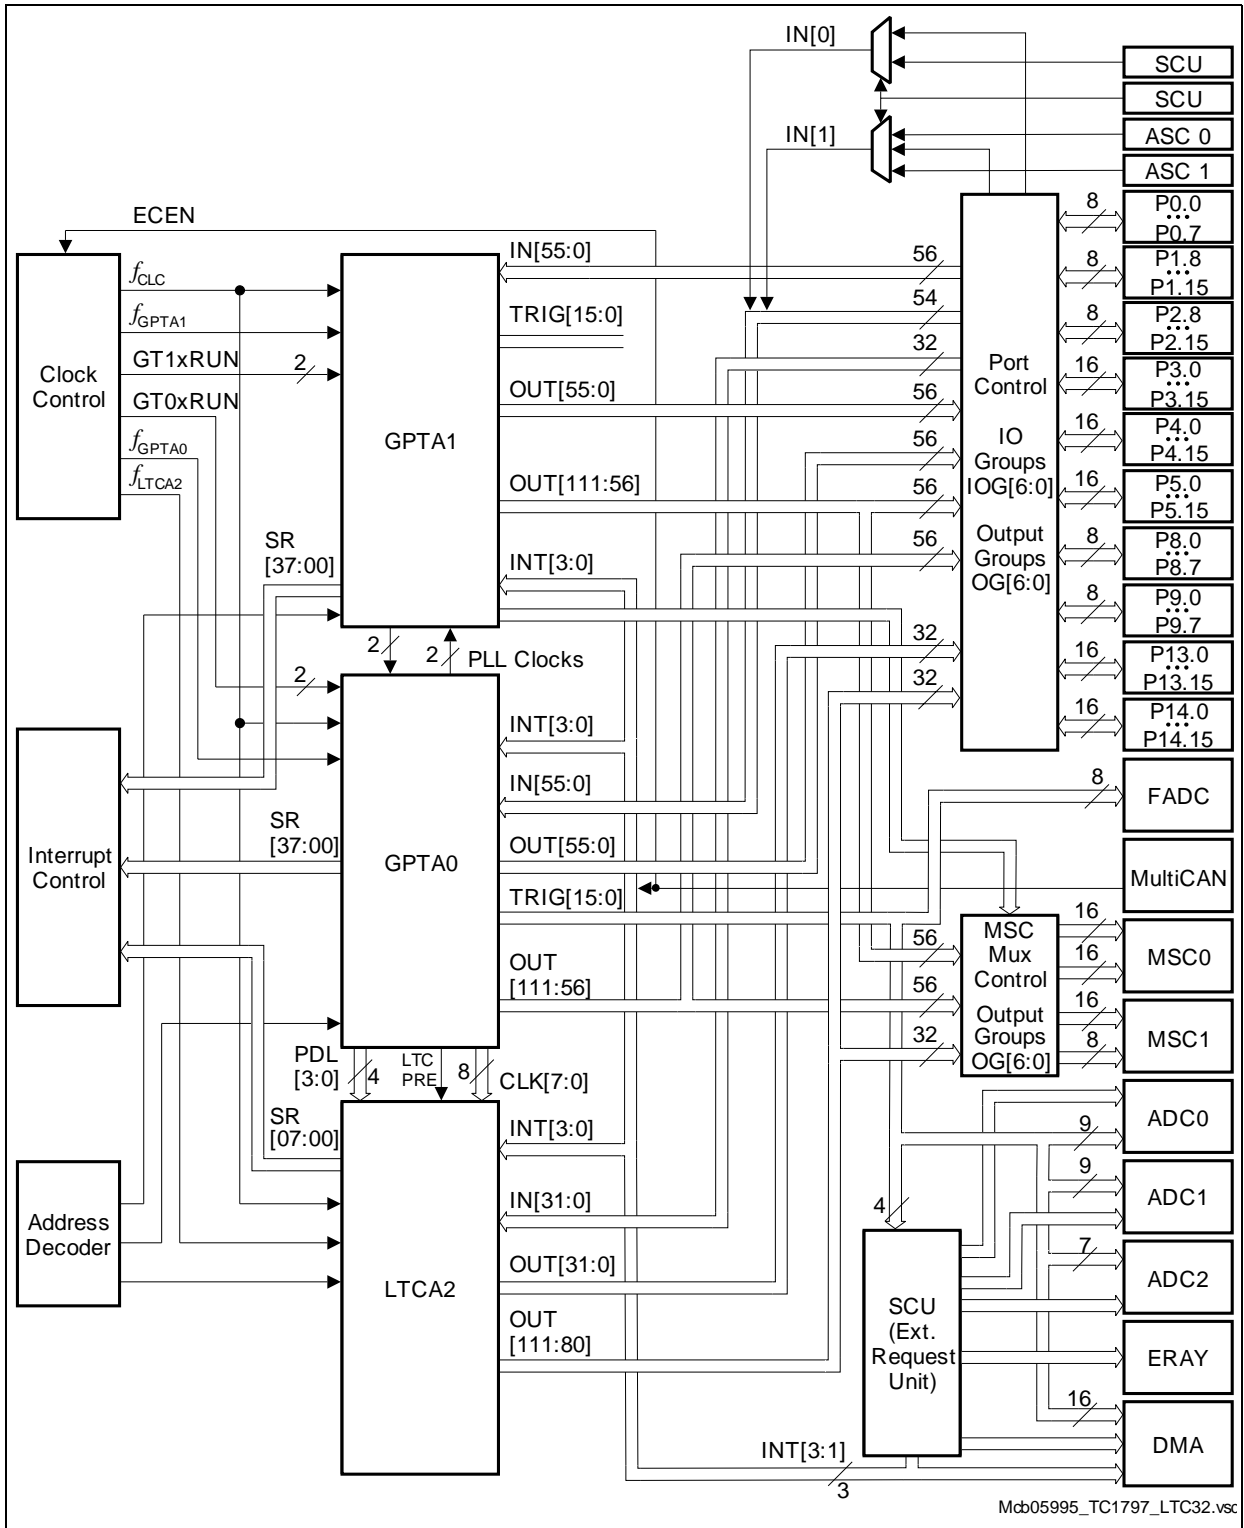 IN[0]
SCU
SCU
IN[1]
ASC 0
ASC 1
ECEN
8
P0.0
P0.7
f CLC
IN[55:0]
56
8
P1.8
P1.15
f GPTA1
TRIG[15:0]
54
8
P2.8
P2.15
Clock
Control
GT1xRUN
2
32
Port
Control
16
P3.0
P3.15
GT0xRUN
OUT[55:0]
56
GPTA1
f GPTA0
56
IO
Groups
IOG[6:0]
16
P4.0
P4.15
f LTCA2
OUT[111:56]
56
16
P5.0
P5.15
SR
[37:00]
INT[3:0]
56
Output
Groups
OG[6:0]
8
P8.0
P8.7
8
P9.0
P9.7
2
2
PLL Clocks
32
16
P13.0
P13.15
2
32
16
P14.0
P14.15
INT[3:0]
IN[55:0]
8
FADC
SR
[37:00]
Interrupt
Control
GPTA0
OUT[55:0]
TRIG[15:0]
MultiCAN
OUT
[111:56]
56
56
32
MSC
Mux
Control
Output
Groups
OG[6:0]
16
16
MSC0
16
8
MSC1
PDL
[3:0]
4
LTC
PRE
8
CLK[7:0]
SR
[07:00]
INT[3:0]
9
ADC0
9
ADC1
Address
Decoder
IN[31:0]
4
7
ADC2
LTCA2
OUT[31:0]
OUT
[111:80]
SCU
(Ext.
Request
Unit)
ERAY
16
DMA
INT[3:1]
3
Mcb05995_TC1797_LTC32.vsd